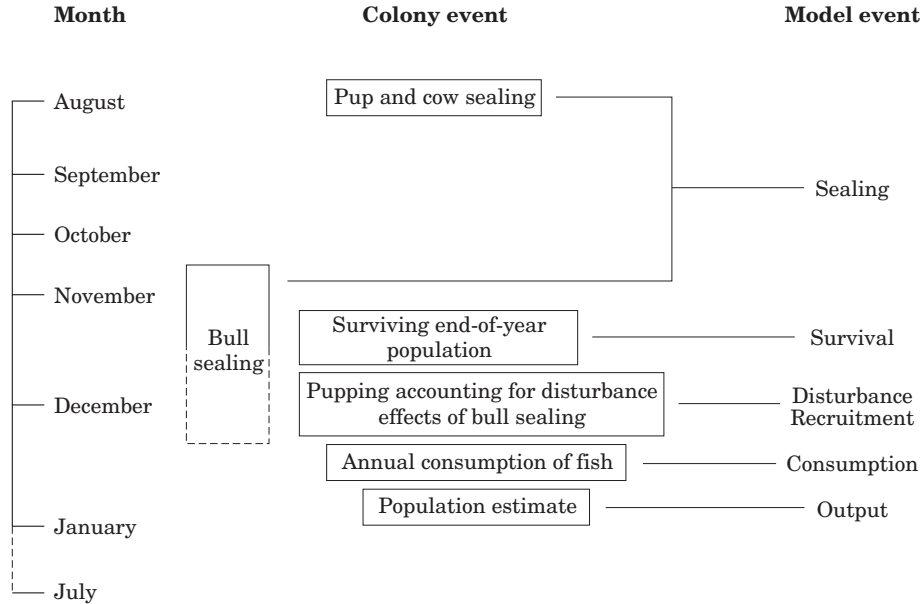 Month Colony event Model event
August
Pup and cow sealing
September
Sealing
October
November
Bull
sealing
Surviving end-of-year
population
Survival
December
Pupping accounting for disturbance
effects of bull sealing
Disturbance
Recruitment
Annual consumption of fish
Consumption
Population estimate
Output
January
July